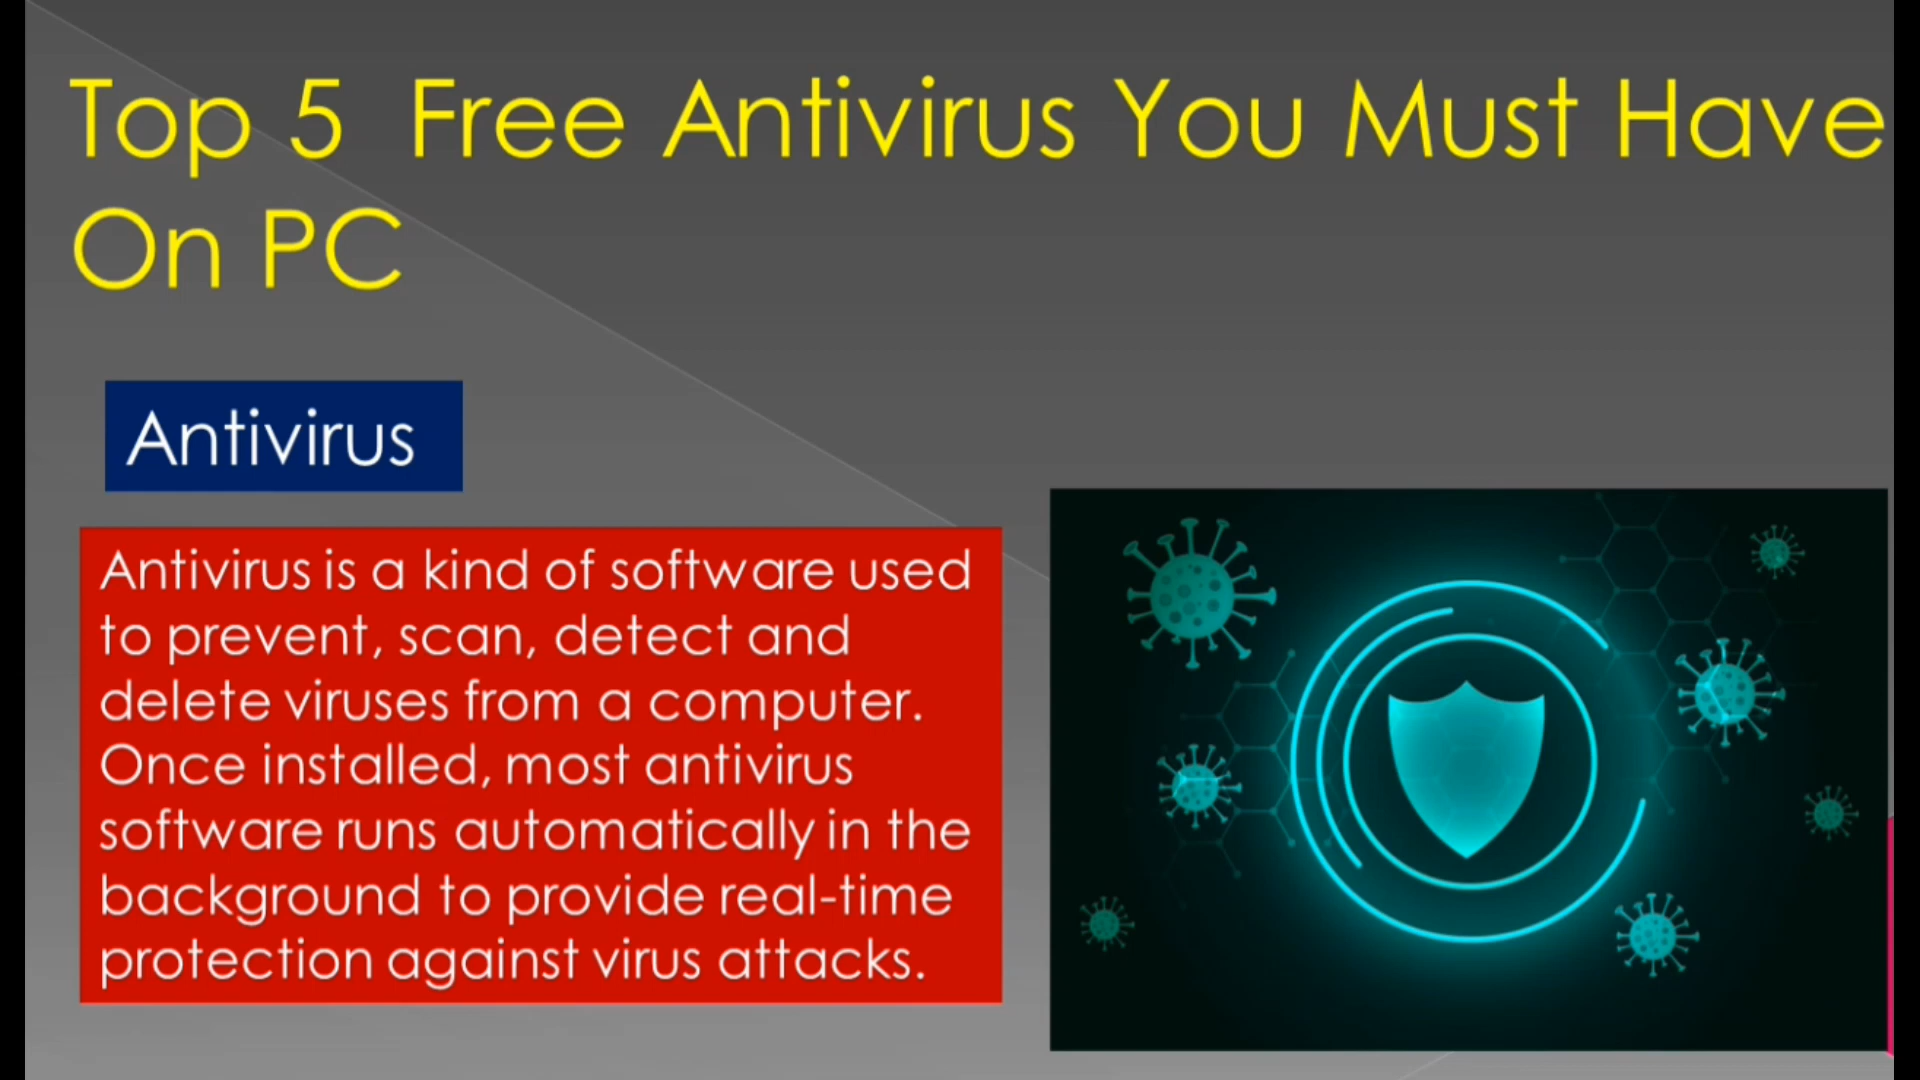 Top 5  Free Antivirus You Must Have
On PC
Antivirus
Antivirus is a kind of software used
to prevent, scan, detect and
delete viruses from a computer.
Once installed, most antivirus
software runs automatically in the
background to provide real-time
protection against virus attacks.